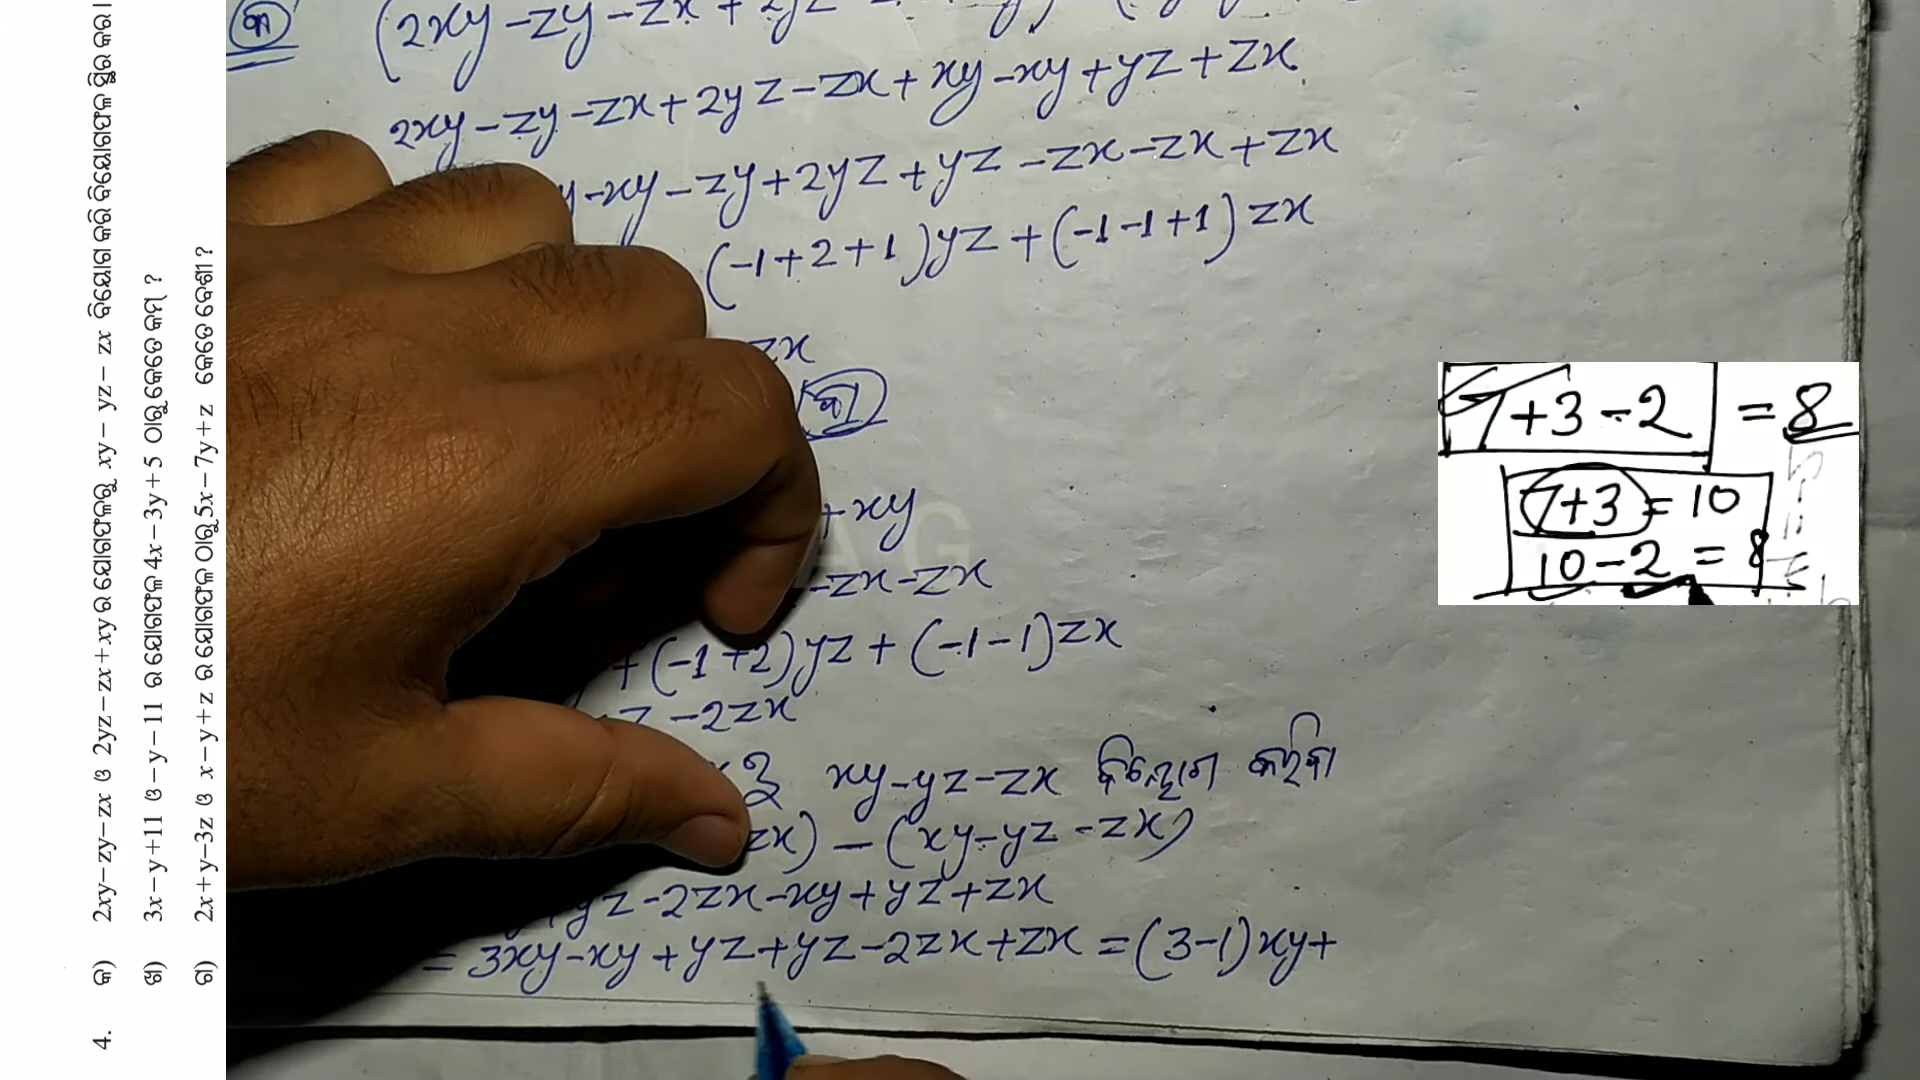 4. କ) 2xy−zy−zx ଓ 2yz−zx+xy ର ଯୋଗଫଳରୁ xy − yz − zx ବିୟୋଗ କରି ବିୟୋଗଫଳ ସ୍ଥିର କର।
ଖ) 3x−y+11 ଓ −y−11 ର ଯୋଗଫଳ 4x−3y+5 ଠାରୁ କେତେ କମ୍ ?
ଗ) 2x+y−3z ଓ x−y+z ର ଯୋଗଫଳ ଠାରୁ 5x−7y+z କେତେ ବେଶୀ ?
(2xy-zy-zx+2yz
2xy-zy-zx+2yz-zx+xy-xy+yz+zx
y-xy-zy+2yz+yz-zx-zx+zx
(-1+2+1)yz+(-1-1+1)zx
zx
+xy
-zx-zx
+(-1+2)yz+(-1-1)zx
z-2zx
ରୁ xy-yz-zx ବିୟୋଗ କରିବା
zx)-(xy-yz-zx)
yz-2zx-xy+yz+zx
=3xy-xy+yz+yz-2zx+zx=(3-1)xy+
AG
7+3-2 = 8
7+3 = 10
10-2 = 8